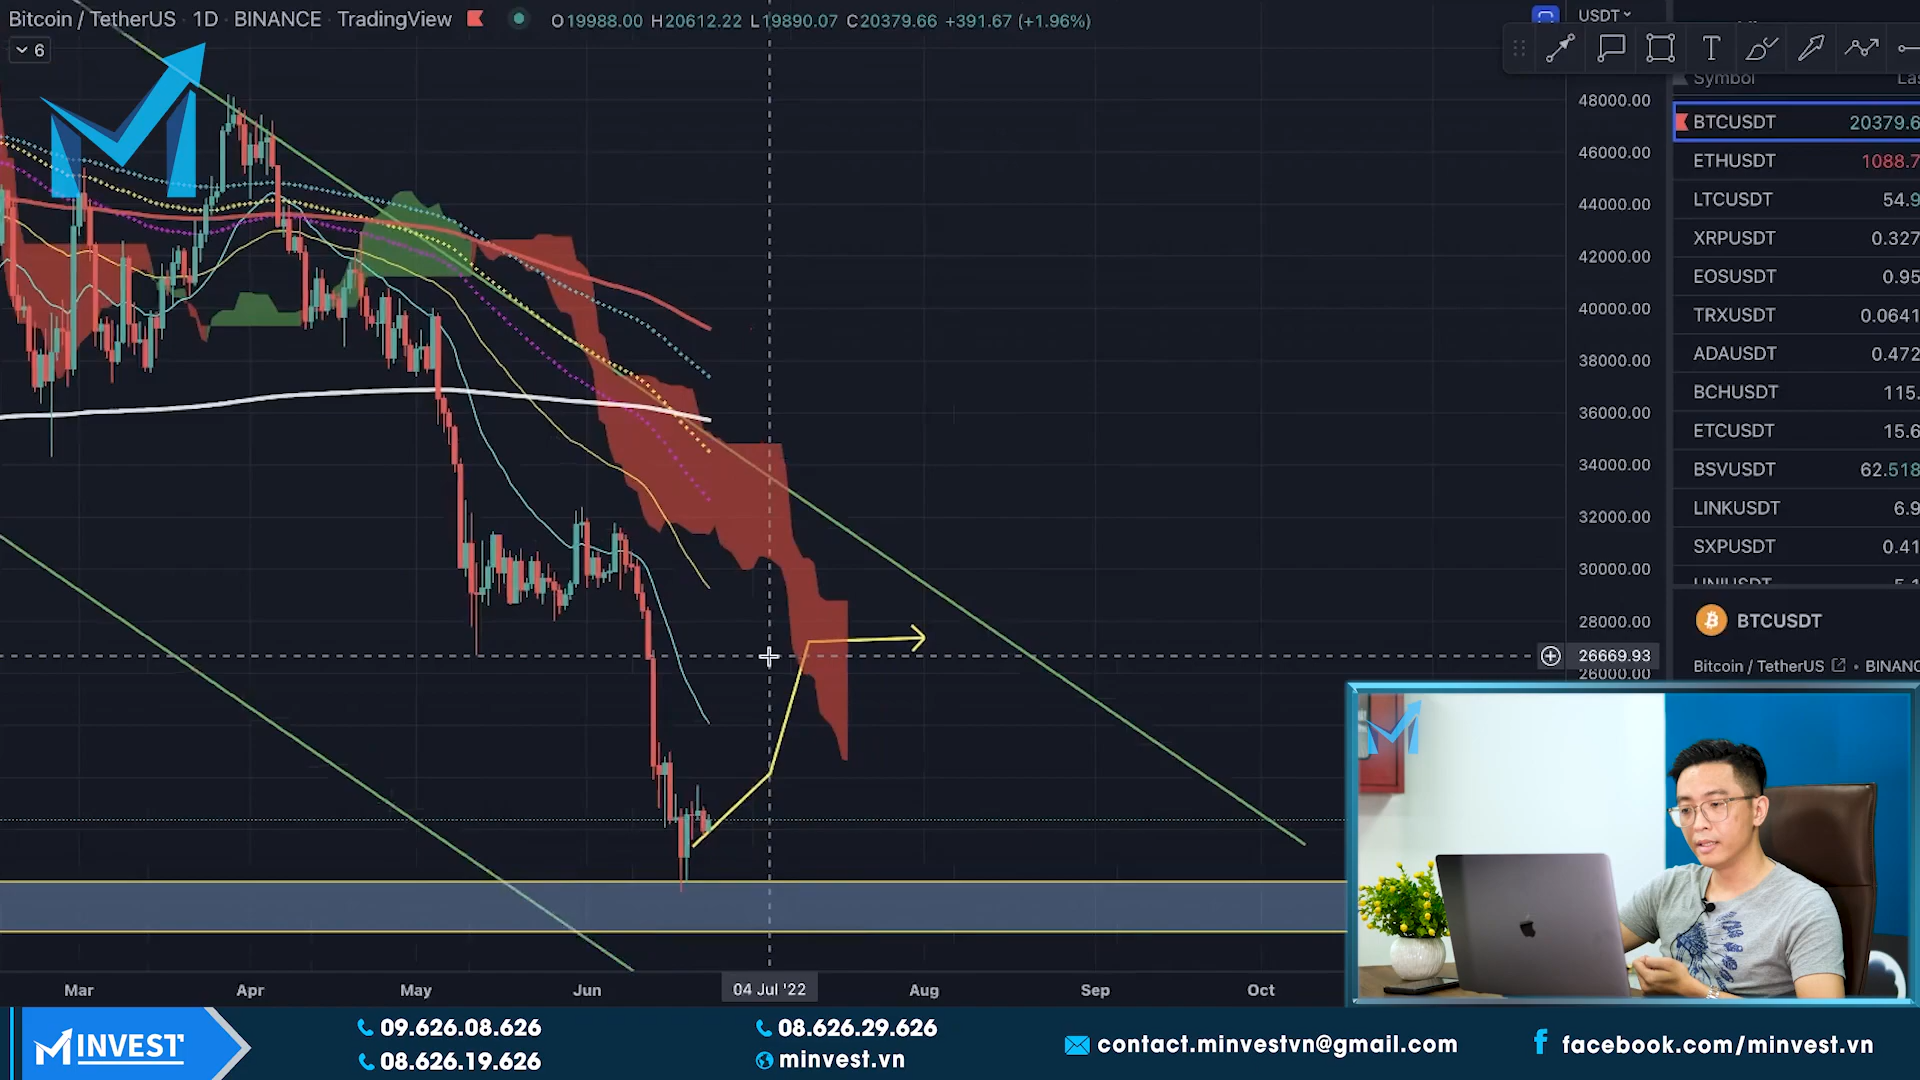 Bitcoin / TetherUS · 1D · BINANCE · TradingView
O19988.00 H20612.22 L19890.07 C20379.66 +391.67 (+1.96%)
6
USDT
Symbol
48000.00
46000.00
44000.00
42000.00
40000.00
38000.00
36000.00
34000.00
32000.00
30000.00
28000.00
26669.93
26000.00
BTCUSDT 20379.6
ETHUSDT 1088.7
LTCUSDT 54.9
XRPUSDT 0.327
EOSUSDT 0.95
TRXUSDT 0.0641
ADAUSDT 0.472
BCHUSDT 115.
ETCUSDT 15.6
BSVUSDT 62.518
LINKUSDT 6.9
SXPUSDT 0.41
BTCUSDT
Bitcoin / TetherUS • BINANC
Mar Apr May Jun 04 Jul '22 Aug Sep Oct
MINVEST
09.626.08.626
08.626.19.626
08.626.29.626
minvest.vn
contact.minvestvn@gmail.com
facebook.com/minvest.vn